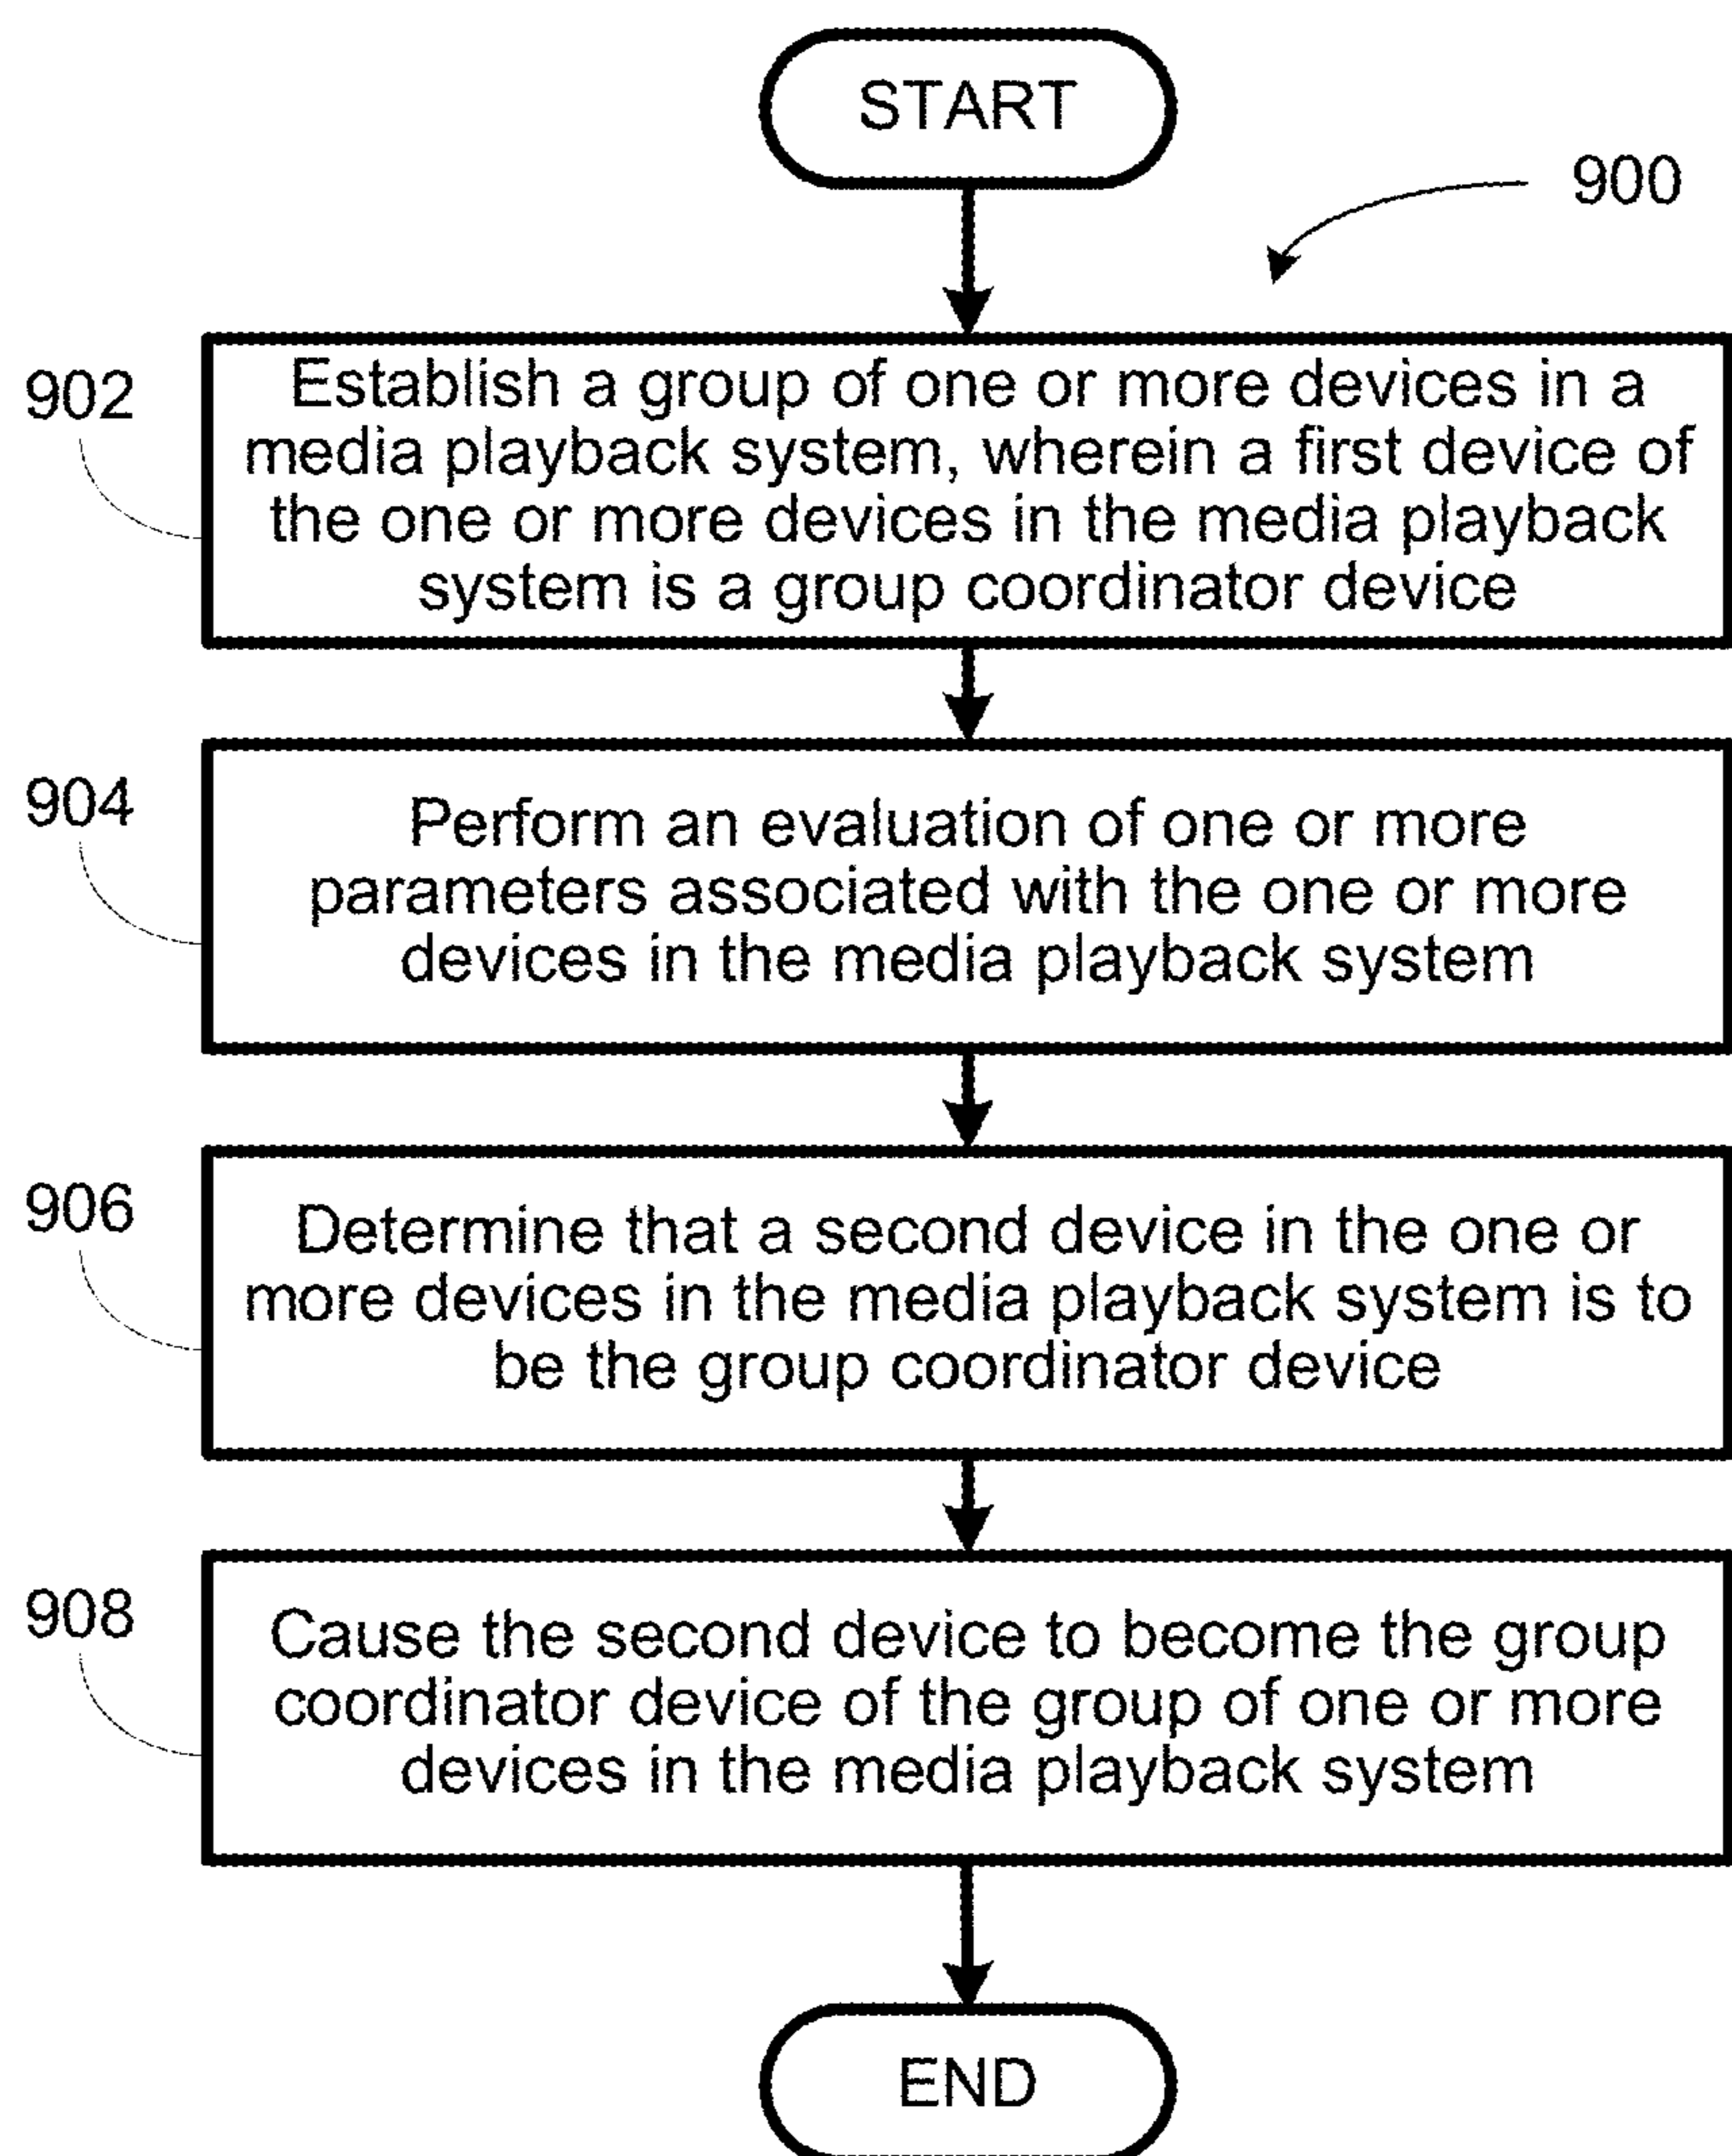 START
900
902
Establish a group of one or more devices in a
media playback system, wherein a first device of
the one or more devices in the media playback
system is a group coordinator device
904
Perform an evaluation of one or more
parameters associated with the one or more
devices in the media playback system
906
Determine that a second device in the one or
more devices in the media playback system is to
be the group coordinator device
908
Cause the second device to become the group
coordinator device of the group of one or more
devices in the media playback system
END